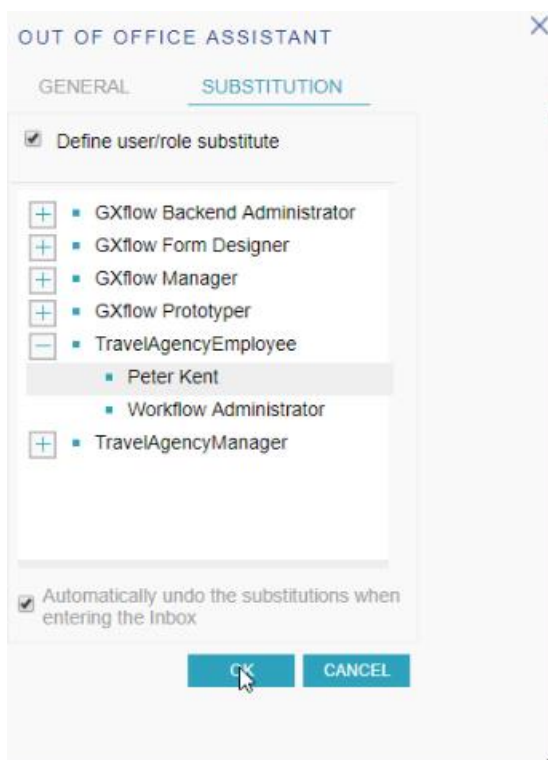 OUT OF OFFICE ASSISTANT
GENERAL SUBSTITUTION
Define user/role substitute
GXflow Backend Administrator
GXflow Form Designer
GXflow Manager
GXflow Prototyper
TravelAgencyEmployee
Peter Kent
Workflow Administrator
TravelAgencyManager
Automatically undo the substitutions when
entering the Inbox
OK CANCEL